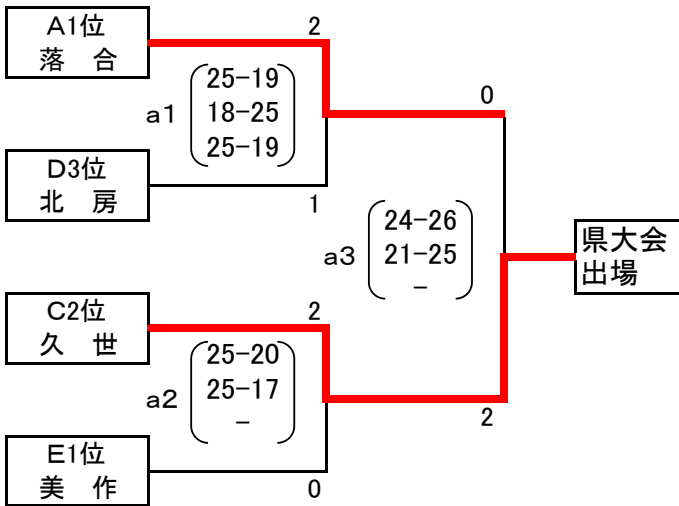 A1位
落　合
2
a1
25-19
18-25
25-19
0
D3位
北　房
1
a3
24-26
21-25
-
県大会
出場
C2位
久　世
2
a2
25-20
25-17
-
2
E1位
美　作
0